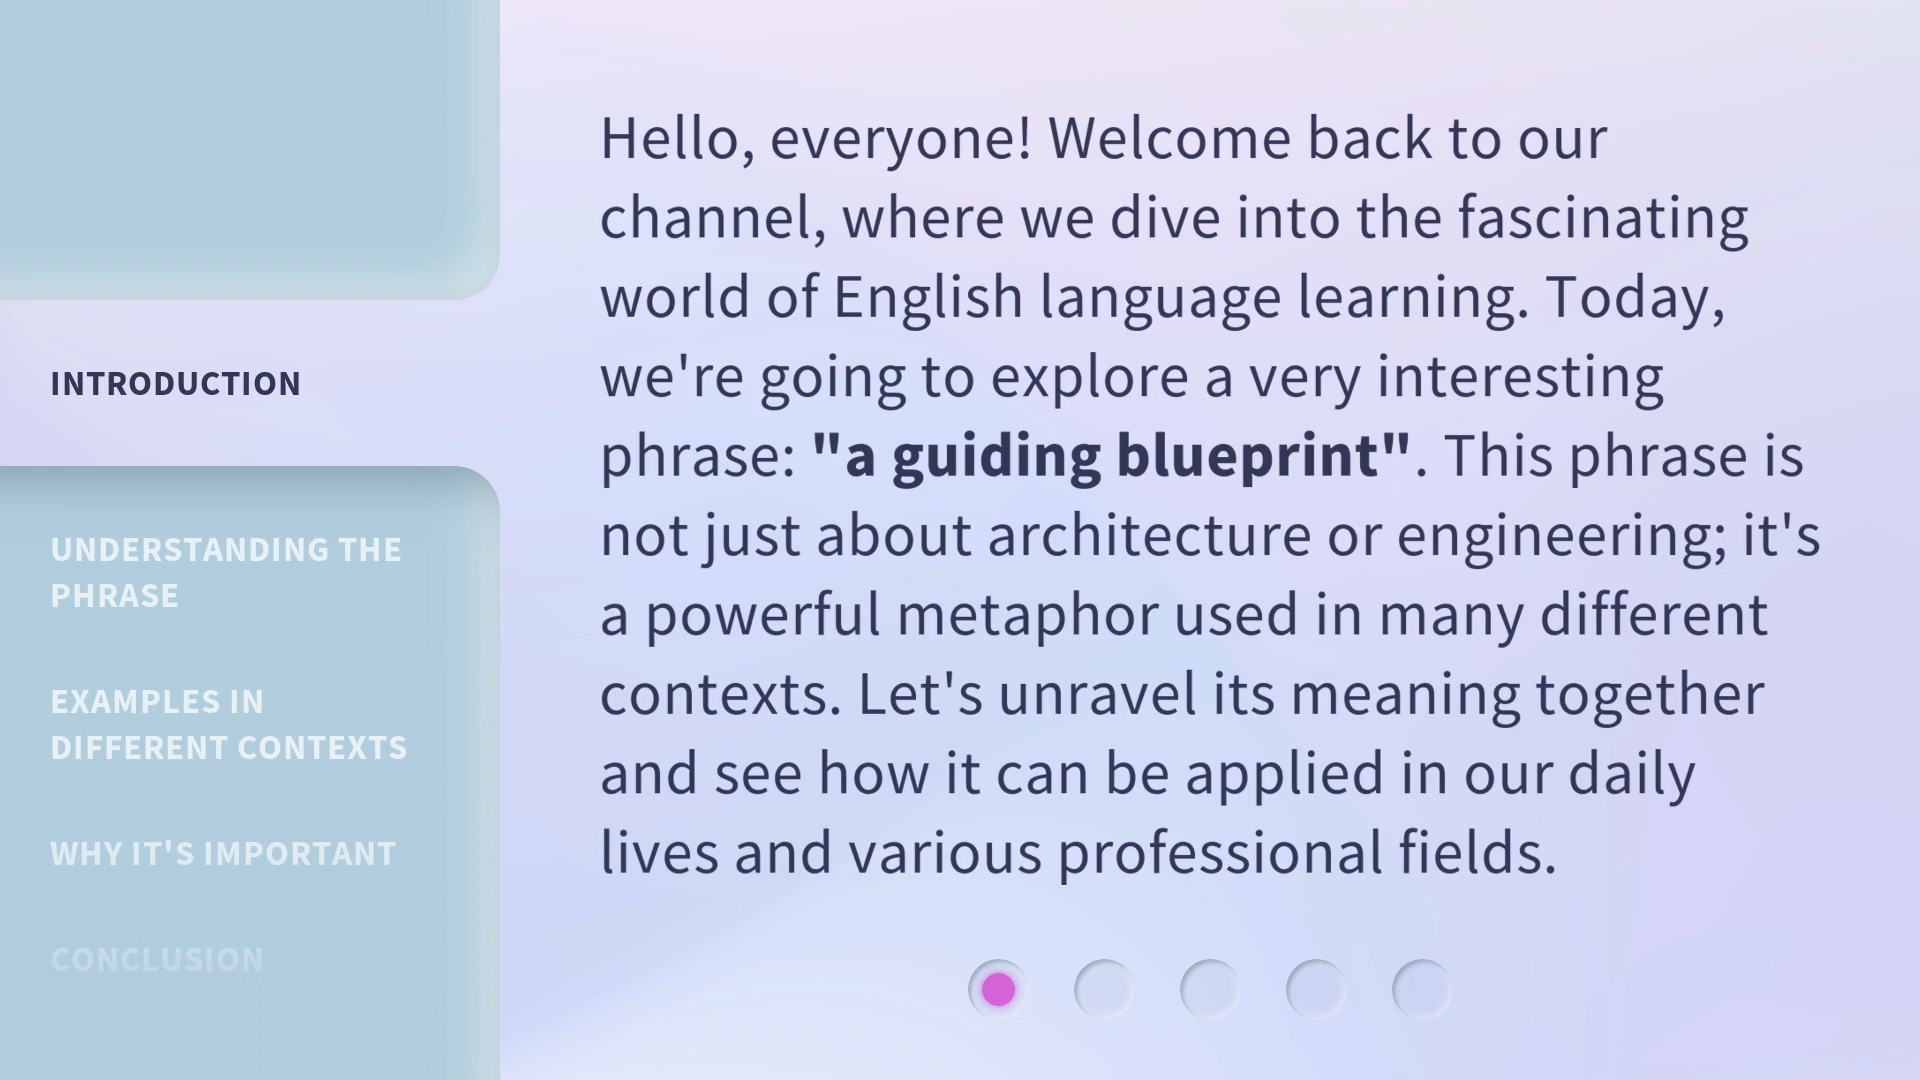 INTRODUCTION
UNDERSTANDING THE
PHRASE
EXAMPLES IN
DIFFERENT CONTEXTS
WHY IT'S IMPORTANT
CONCLUSION
Hello, everyone! Welcome back to our
channel, where we dive into the fascinating
world of English language learning. Today,
we're going to explore a very interesting
phrase: "a guiding blueprint". This phrase is
not just about architecture or engineering; it's
a powerful metaphor used in many different
contexts. Let's unravel its meaning together
and see how it can be applied in our daily
lives and various professional fields.